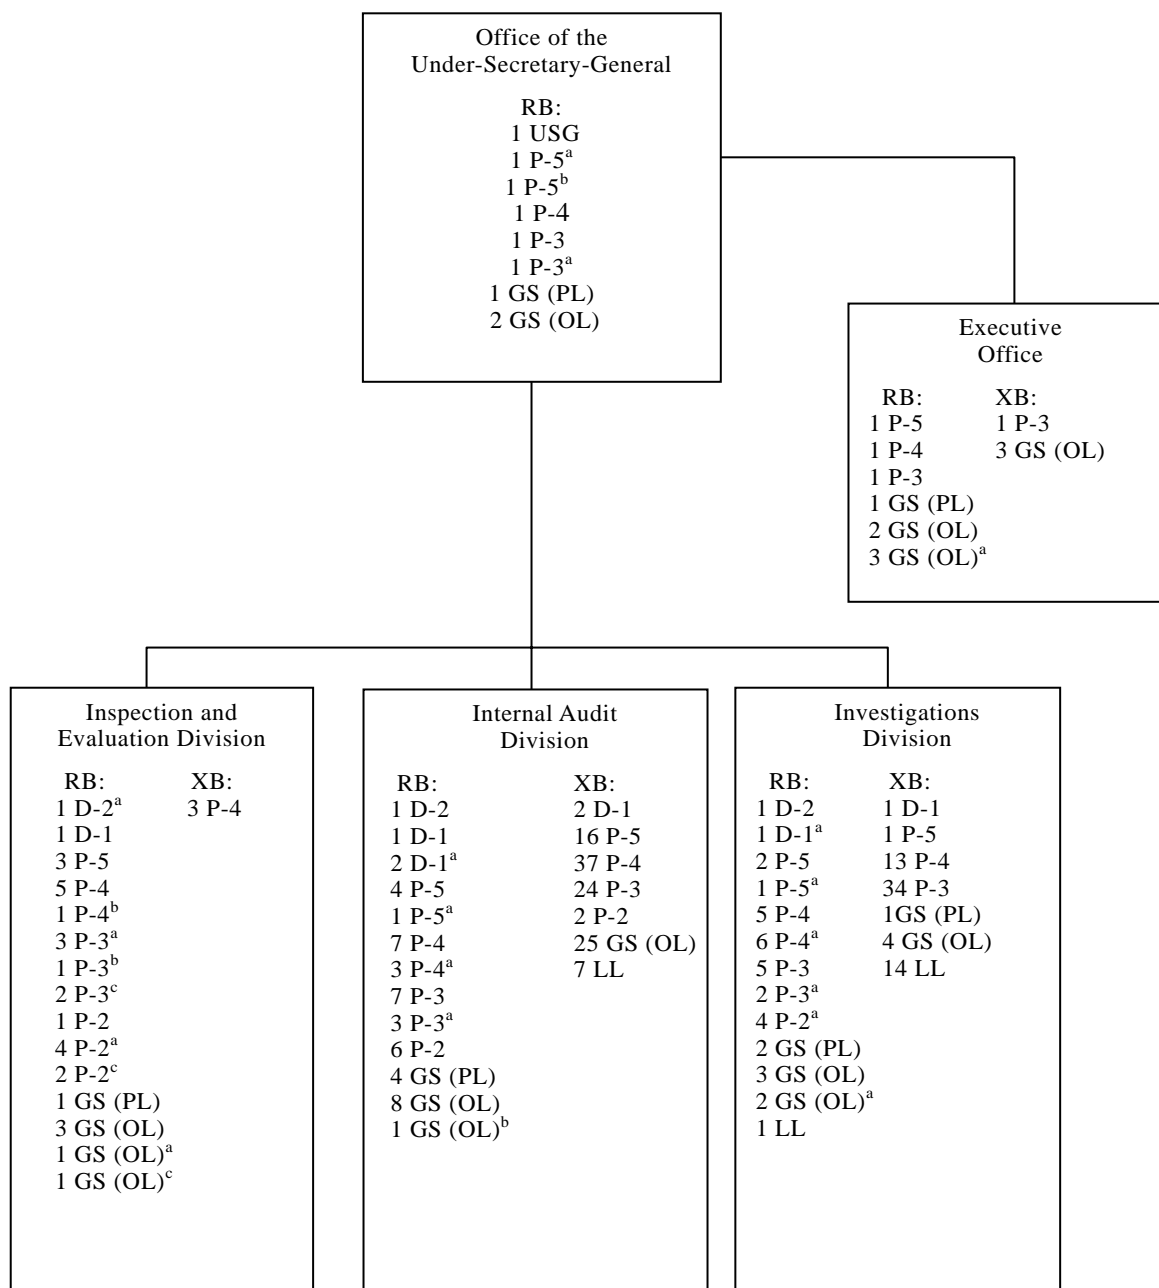 Office of the
Under-Secretary-General
RB:
1 USG
1 P-5ᵃ
1 P-5ᵇ
1 P-4
1 P-3
1 P-3ᵃ
1 GS (PL)
2 GS (OL)
Executive
Office
RB:
1 P-5
1 P-4
1 P-3
1 GS (PL)
2 GS (OL)
3 GS (OL)ᵃ
XB:
1 P-3
3 GS (OL)
Inspection and
Evaluation Division
RB:
1 D-2ᵃ
1 D-1
3 P-5
5 P-4
1 P-4ᵇ
3 P-3ᵃ
1 P-3ᵇ
2 P-3ᶜ
1 P-2
4 P-2ᵃ
2 P-2ᶜ
1 GS (PL)
3 GS (OL)
1 GS (OL)ᵃ
1 GS (OL)ᶜ
XB:
3 P-4
Internal Audit
Division
RB:
1 D-2
1 D-1
2 D-1ᵃ
4 P-5
1 P-5ᵃ
7 P-4
3 P-4ᵃ
7 P-3
3 P-3ᵃ
6 P-2
4 GS (PL)
8 GS (OL)
1 GS (OL)ᵇ
XB:
2 D-1
16 P-5
37 P-4
24 P-3
2 P-2
25 GS (OL)
7 LL
Investigations
Division
RB:
1 D-2
1 D-1ᵃ
2 P-5
1 P-5ᵃ
5 P-4
6 P-4ᵃ
5 P-3
2 P-3ᵃ
4 P-2ᵃ
2 GS (PL)
3 GS (OL)
2 GS (OL)ᵃ
1 LL
XB:
1 D-1
1 P-5
13 P-4
34 P-3
1GS (PL)
4 GS (OL)
14 LL